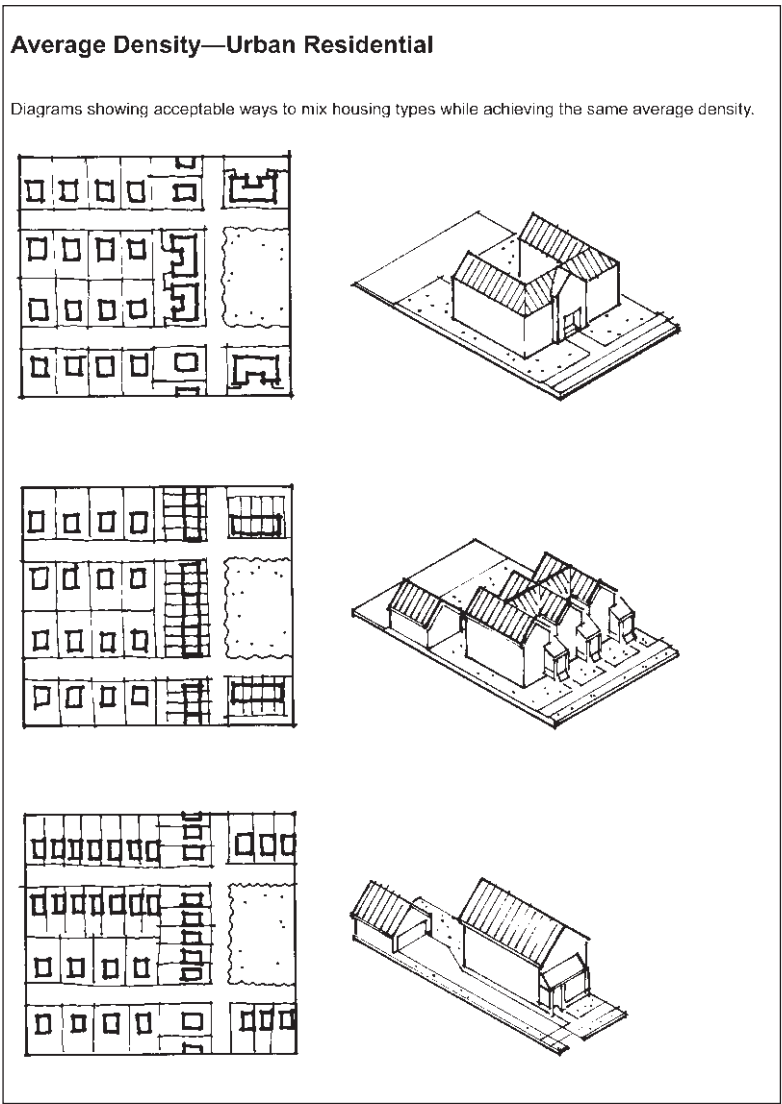 Average Density—Urban Residential
Diagrams showing acceptable ways to mix housing types while achieving the same average density.